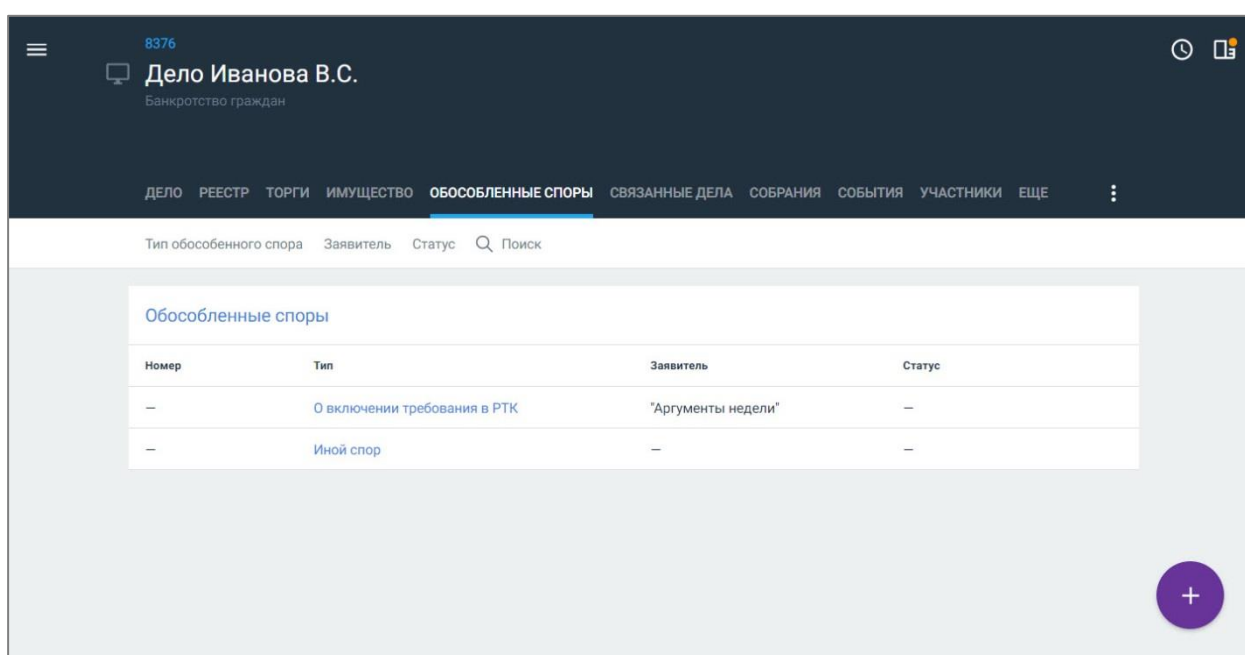 8376
Дело Иванова В.С.
Банкротство граждан
ДЕЛО РЕЕСТР ТОРГИ ИМУЩЕСТВО ОБОСОБЛЕННЫЕ СПОРЫ СВЯЗАННЫЕ ДЕЛА СОБРАНИЯ СОБЫТИЯ УЧАСТНИКИ ЕЩЕ
Тип обособенного спора Заявитель Статус Поиск
Обособленные споры
Номер Тип Заявитель Статус
— О включении требования в РТК "Аргументы недели" —
— Иной спор — —